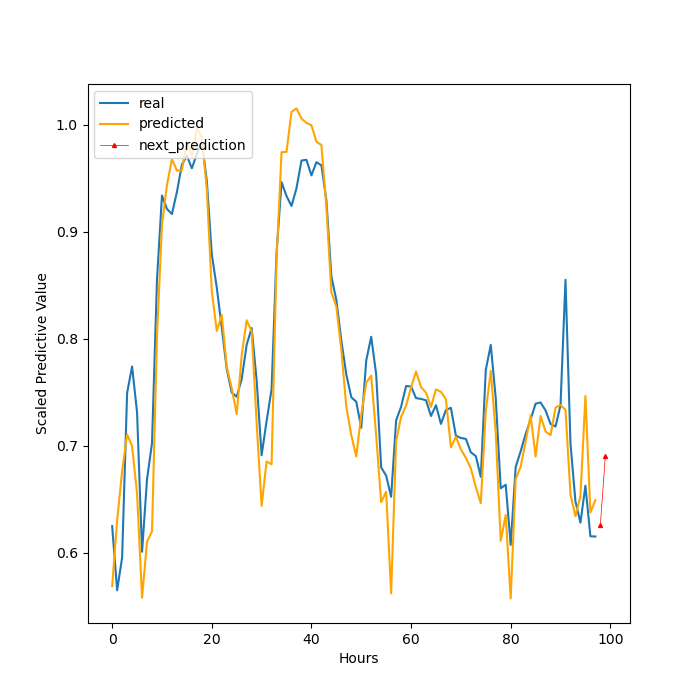 real
predicted
next_prediction
1.0
0.9
0.8
0.7
0.6
Scaled Predictive Value
0 20 40 60 80 100
Hours